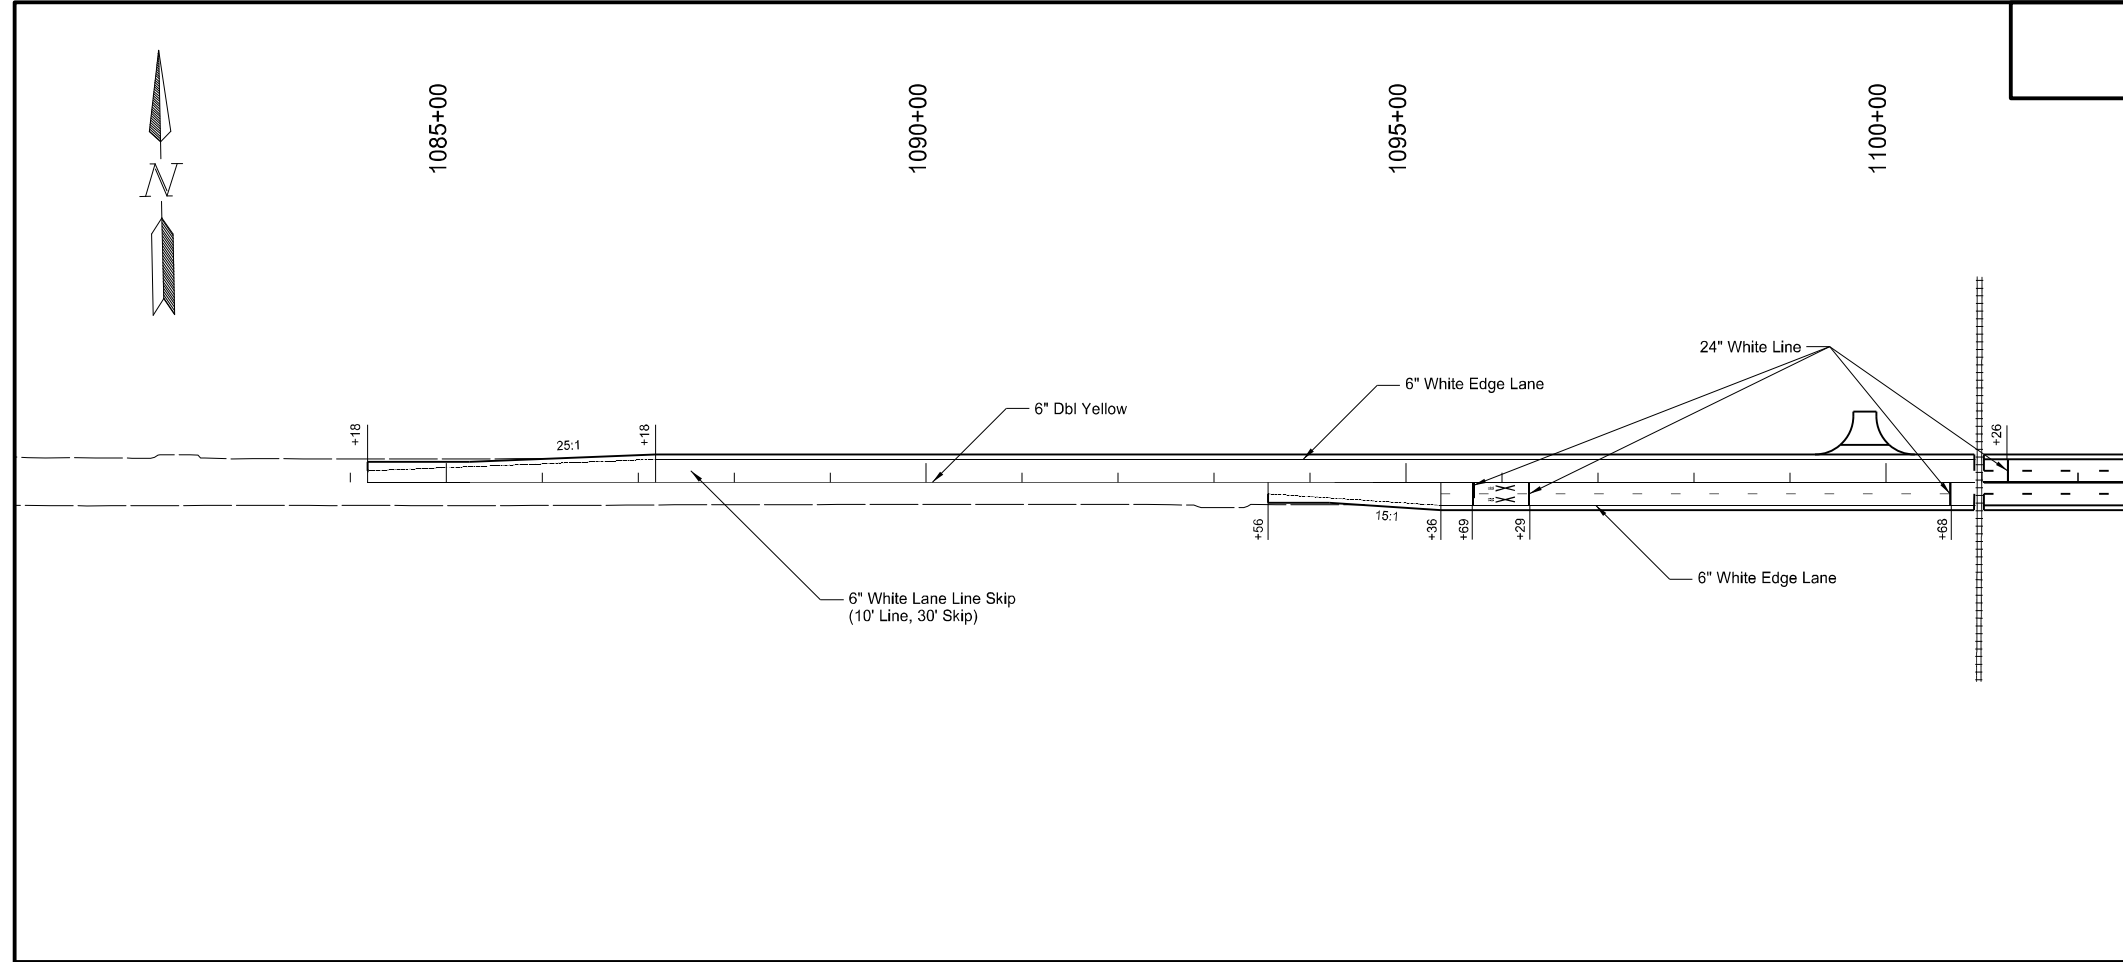 1085+00
1090+00
1095+00
1100+00
N
24" White Line
6" White Edge Lane
6" Dbl Yellow
+18
25:1
+18
+26
+56
15:1
+36
+69
+29
+68
6" White Edge Lane
6" White Lane Line Skip
(10' Line, 30' Skip)